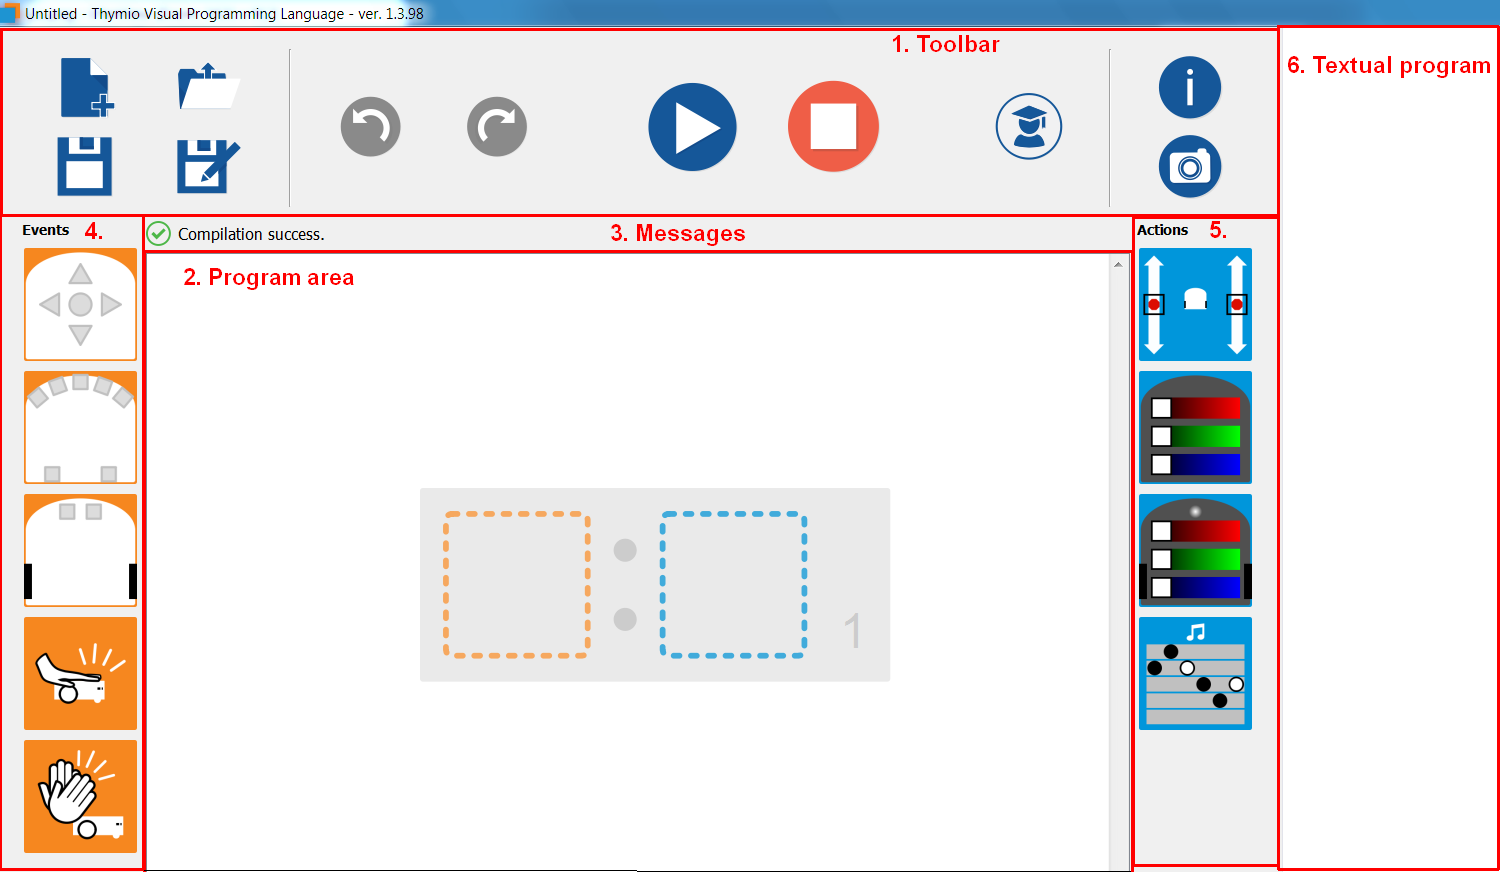 Untitled - Thymio Visual Programming Language - ver. 1.3.98
1. Toolbar
i
6. Textual program
Events 4.
Compilation success.
3. Messages
Actions 5.
2. Program area
1